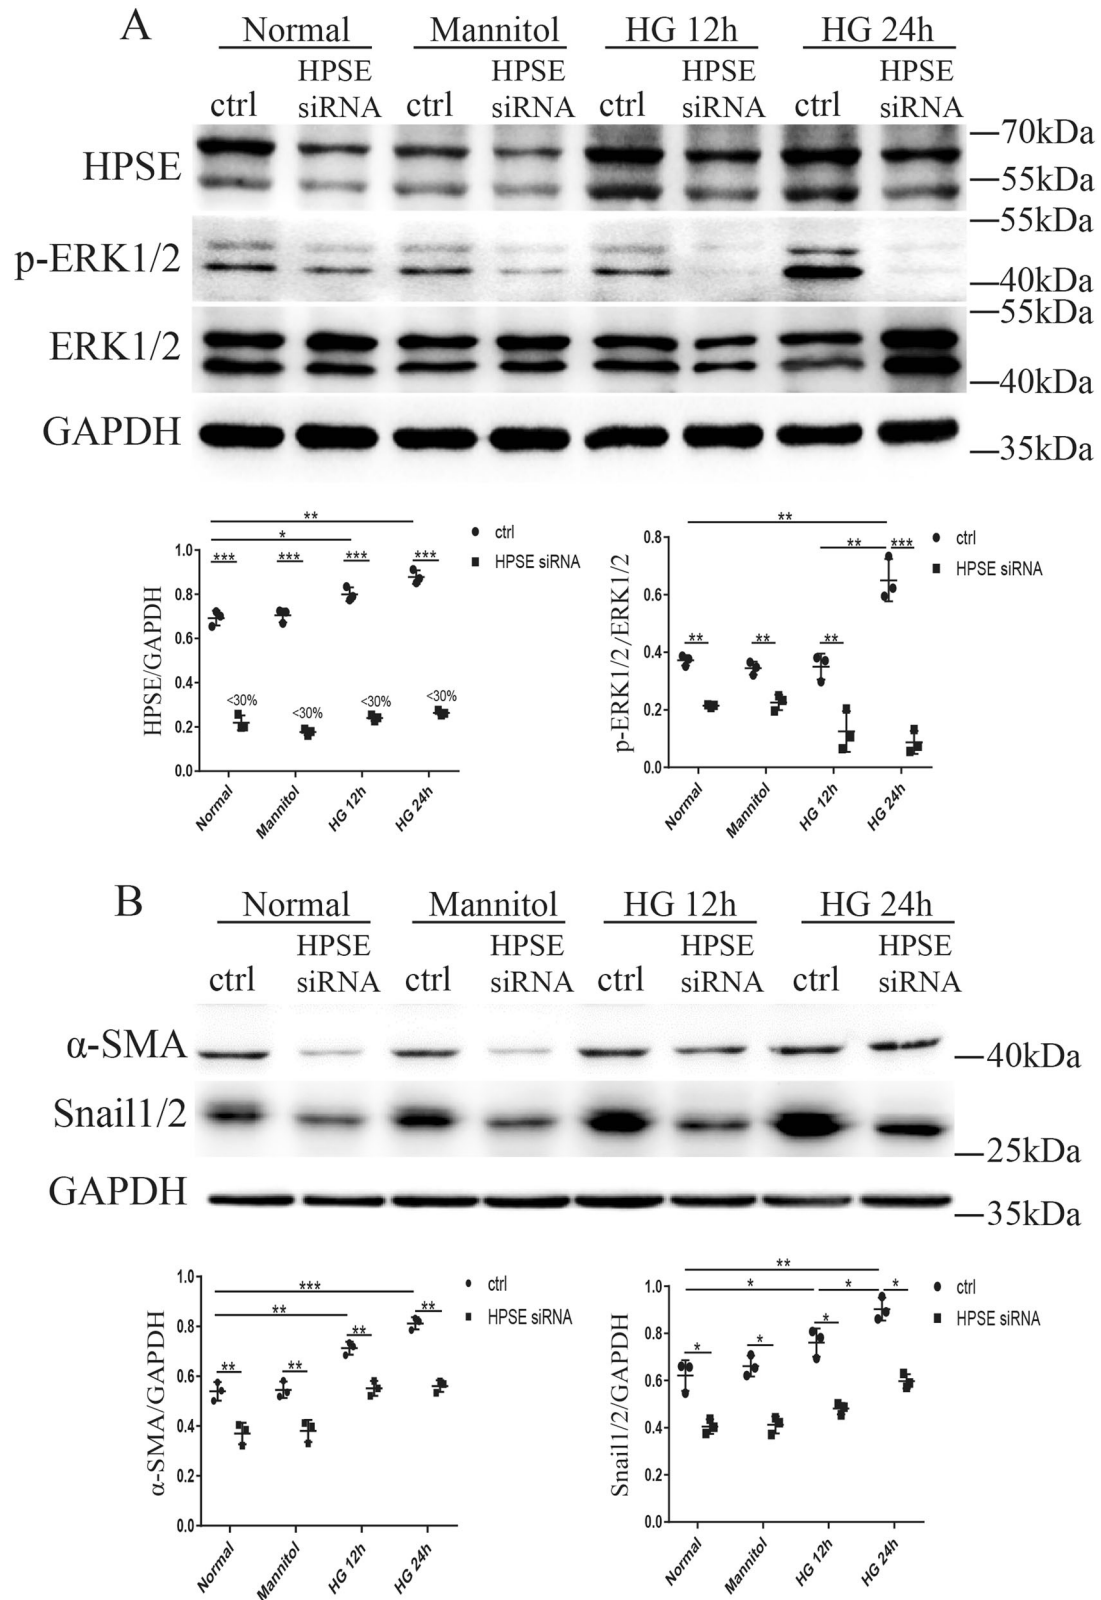 A
Normal Mannitol HG 12h HG 24h
HPSE HPSE HPSE HPSE
ctrl siRNA ctrl siRNA ctrl siRNA ctrl siRNA
70kDa
HPSE
55kDa
55kDa
p-ERK1/2
40kDa
55kDa
ERK1/2
40kDa
GAPDH
35kDa
HPSE/GAPDH
1.0
0.8
0.6
0.4
0.2
0.0
** 
*
*** *** *** ***
<30% <30% <30% <30%
ctrl
HPSE siRNA
Normal Mannitol HG 12h HG 24h
p-ERK1/2/ERK1/2
0.8
0.6
0.4
0.2
0.0
**
** ***
** ** **
ctrl
HPSE siRNA
Normal Mannitol HG 12h HG 24h
B
Normal Mannitol HG 12h HG 24h
HPSE HPSE HPSE HPSE
ctrl siRNA ctrl siRNA ctrl siRNA ctrl siRNA
α-SMA
40kDa
Snail1/2
25kDa
GAPDH
35kDa
α-SMA/GAPDH
1.0
0.8
0.6
0.4
0.2
0.0
***
**
** ** ** **
ctrl
HPSE siRNA
Normal Mannitol HG 12h HG 24h
Snail1/2/GAPDH
1.0
0.8
0.6
0.4
0.2
0.0
**
* * *
* * *
ctrl
HPSE siRNA
Normal Mannitol HG 12h HG 24h